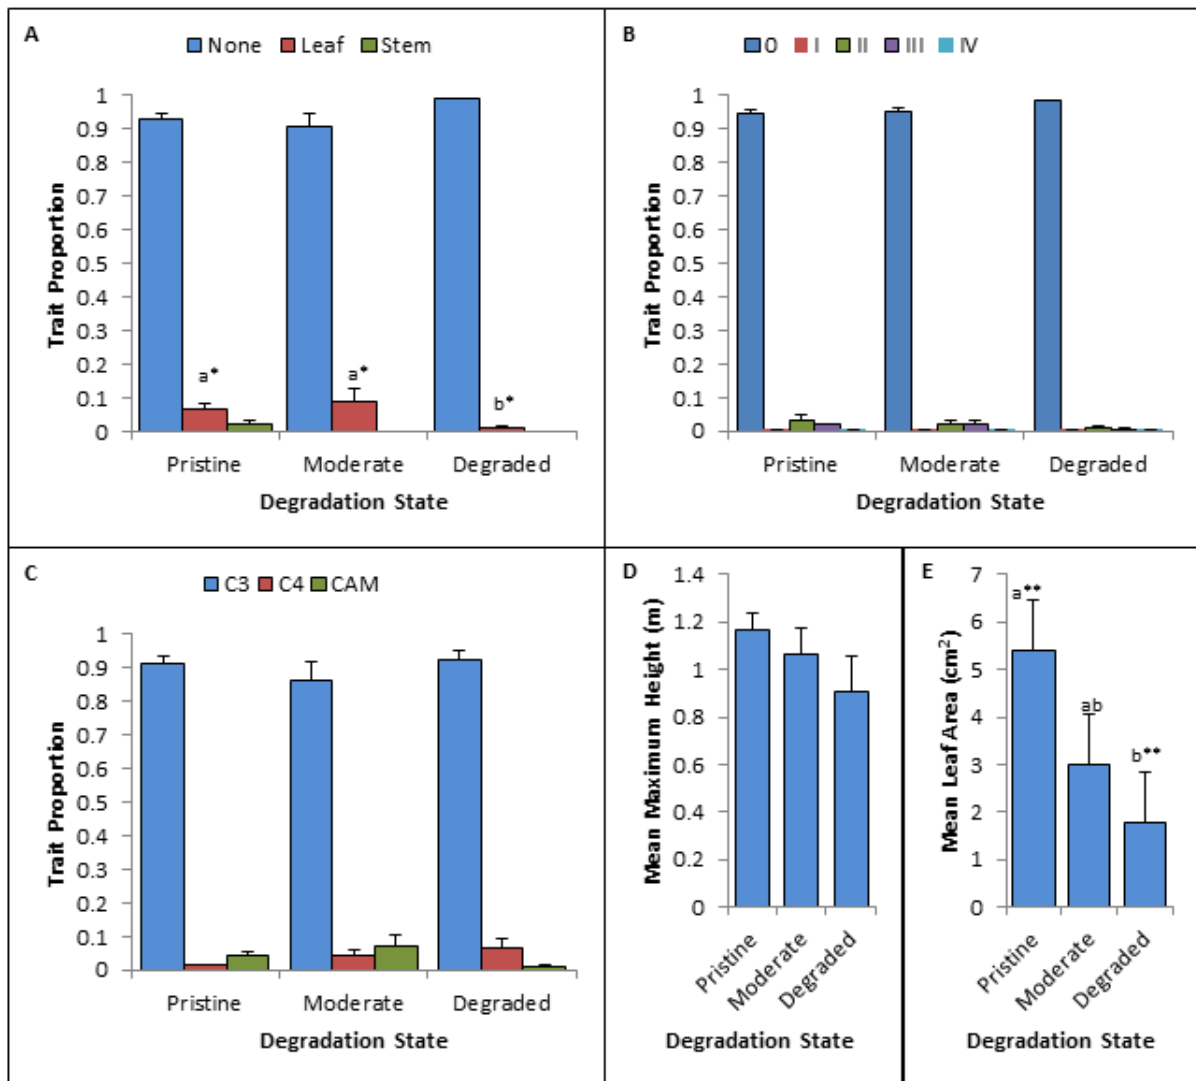 A
None Leaf Stem
1
0.9
0.8
0.7
0.6
0.5
0.4
0.3
0.2
0.1
0
Trait Proportion
a*
a*
b*
Pristine Moderate Degraded
Degradation State
B
0 I II III IV
1
0.9
0.8
0.7
0.6
0.5
0.4
0.3
0.2
0.1
0
Trait Proportion
Pristine Moderate Degraded
Degradation State
C
C3 C4 CAM
1
0.9
0.8
0.7
0.6
0.5
0.4
0.3
0.2
0.1
0
Trait Proportion
Pristine Moderate Degraded
Degradation State
D
1.4
1.2
1
0.8
0.6
0.4
0.2
0
Mean Maximum Height (m)
Pristine Moderate Degraded
Degradation State
E
7
6
5
4
3
2
1
0
Mean Leaf Area (cm²)
a**
ab
b**
Pristine Moderate Degraded
Degradation State